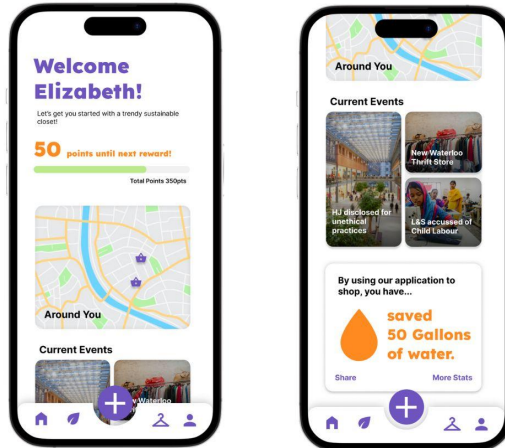 Welcome
Elizabeth!
Let's get you started with a trendy sustainable
closet!
50 points until next reward!
Total Points 350pts
Around You
Current Events
New Waterloo
Around You
Current Events
HJ disclosed for
unethical
practices
New Waterloo
Thrift Store
L&S accused of
Child Labour
By using our application to
shop, you have...
saved
50 Gallons
of water.
Share
More Stats